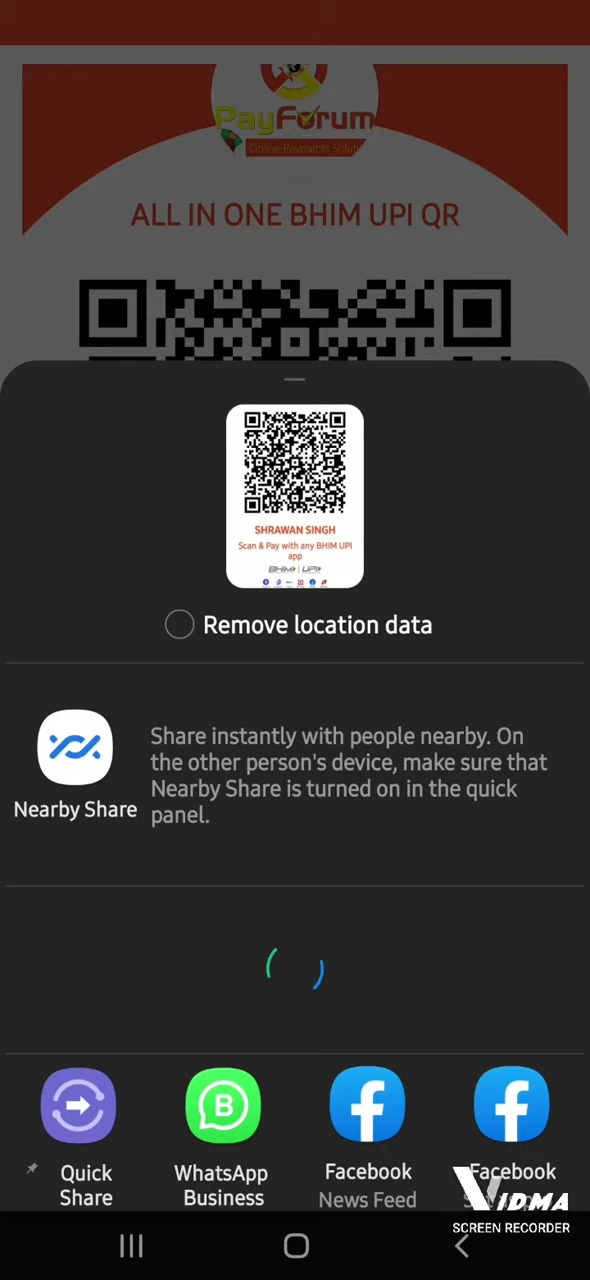 PayForum
Online Payments Soluti
ALL IN ONE BHIM UPI QR
SHRAWAN SINGH
Scan & Pay with any BHIM UPI
app
BHIM | UPI
Remove location data
Share instantly with people nearby. On
the other person's device, make sure that
Nearby Share is turned on in the quick
panel.
Nearby Share
Quick
Share
WhatsApp
Business
B
Facebook
News Feed
Facebook
VIDMA
SCREEN RECORDER